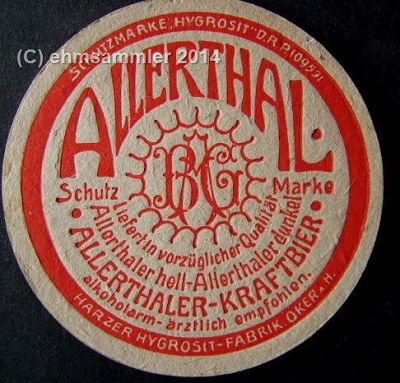 (C) ehmsammler 2014
SCHUTZMARKE „HYGROSIT" D.R.P. 109591
ALLERTHAL.
Schutz Marke
Liefert in vorzüglicher Qualität
Allerthaler hell-Allerthaler dunkel
• ALLERTHALER-KRAFTBIER •
alkoholarm-ärztlich empfohlen.
HARZER HYGROSIT-FABRIK, OKER a. H.